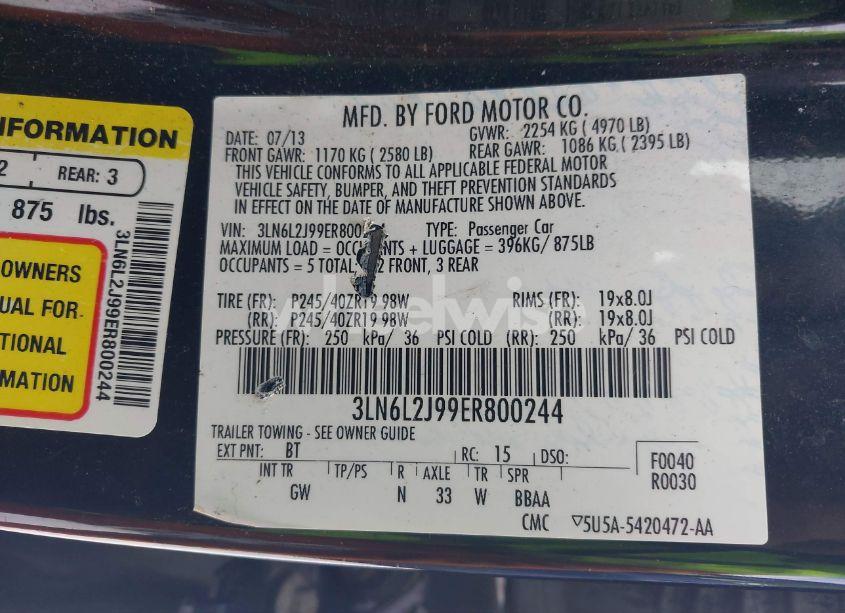 INFORMATION
2 REAR: 3
875 lbs.
OWNERS
UAL FOR
TIONAL
RMATION
3LN6L2J99ER800244
MFD. BY FORD MOTOR CO.
DATE: 07/13 GVWR: 2254 KG ( 4970 LB)
FRONT GAWR: 1170 KG ( 2580 LB) REAR GAWR: 1086 KG ( 2395 LB)
THIS VEHICLE CONFORMS TO ALL APPLICABLE FEDERAL MOTOR
VEHICLE SAFETY, BUMPER, AND THEFT PREVENTION STANDARDS
IN EFFECT ON THE DATE OF MANUFACTURE SHOWN ABOVE.
VIN: 3LN6L2J99ER800 TYPE: Passenger Car
MAXIMUM LOAD = OCCUPANTS + LUGGAGE = 396KG/ 875LB
OCCUPANTS = 5 TOTAL 2 FRONT, 3 REAR
TIRE (FR): P245/40ZR19 98W RIMS (FR): 19x8.0J
(RR): P245/40ZR19 98W (RR): 19x8.0J
PRESSURE (FR): 250 kPa/ 36 PSI COLD (RR): 250 kPa/ 36 PSI COLD
3LN6L2J99ER800244
TRAILER TOWING - SEE OWNER GUIDE
EXT PNT: BT RC: 15 DSO: F0040
R0030
INT TR TP/PS R AXLE TR SPR
GW N 33 W BBAA
CMC ▽5U5A-5420472-AA